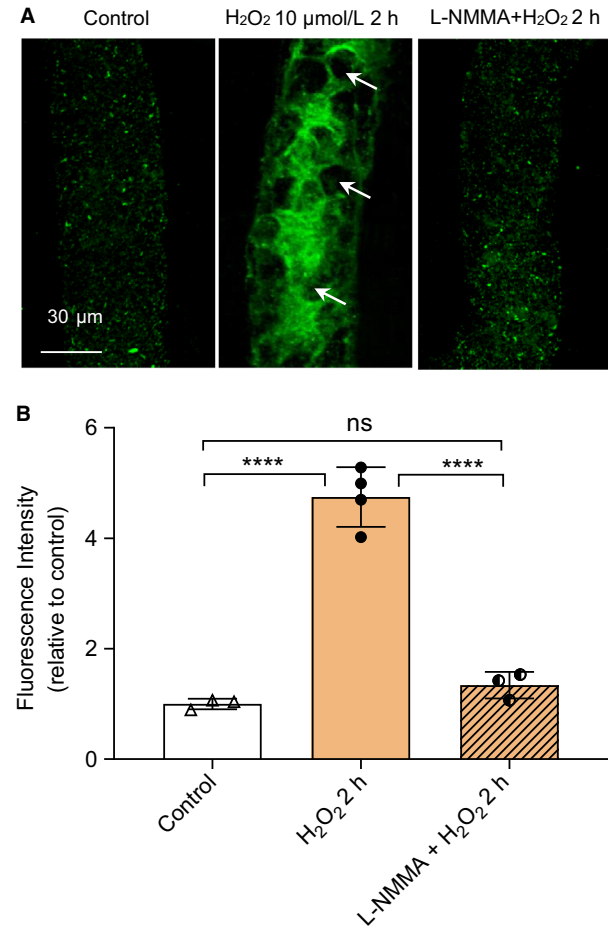 A
Control
H2O2 10 µmol/L 2 h
L-NMMA+H2O2 2 h
30 µm
B
Fluorescence Intensity
(relative to control)
6
4
2
0
ns
****
****
Control
H2O2 2 h
L-NMMA + H2O2 2 h